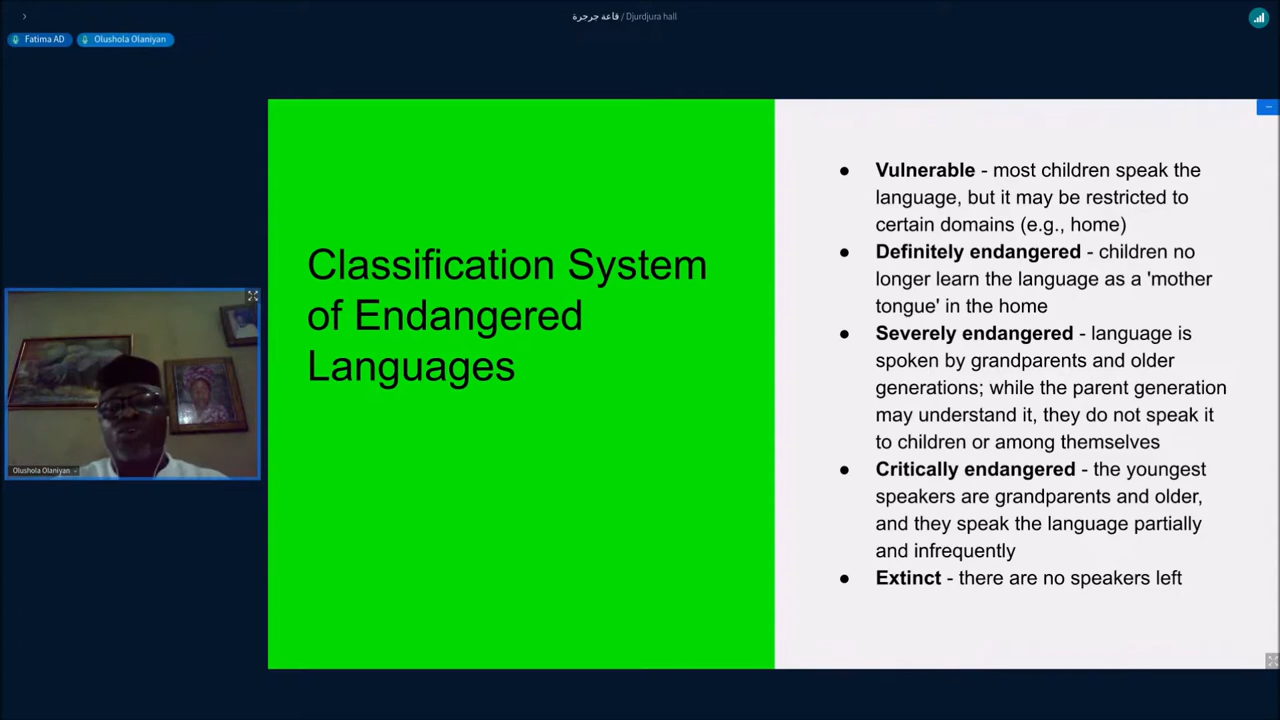 قاعة جرجرة / Djurdjura hall
Fatima AD
Olushola Olaniyan
Classification System
of Endangered
Languages
● Vulnerable - most children speak the
language, but it may be restricted to
certain domains (e.g., home)
● Definitely endangered - children no
longer learn the language as a 'mother
tongue' in the home
● Severely endangered - language is
spoken by grandparents and older
generations; while the parent generation
may understand it, they do not speak it
to children or among themselves
● Critically endangered - the youngest
speakers are grandparents and older,
and they speak the language partially
and infrequently
● Extinct - there are no speakers left
Olushola Olaniyan